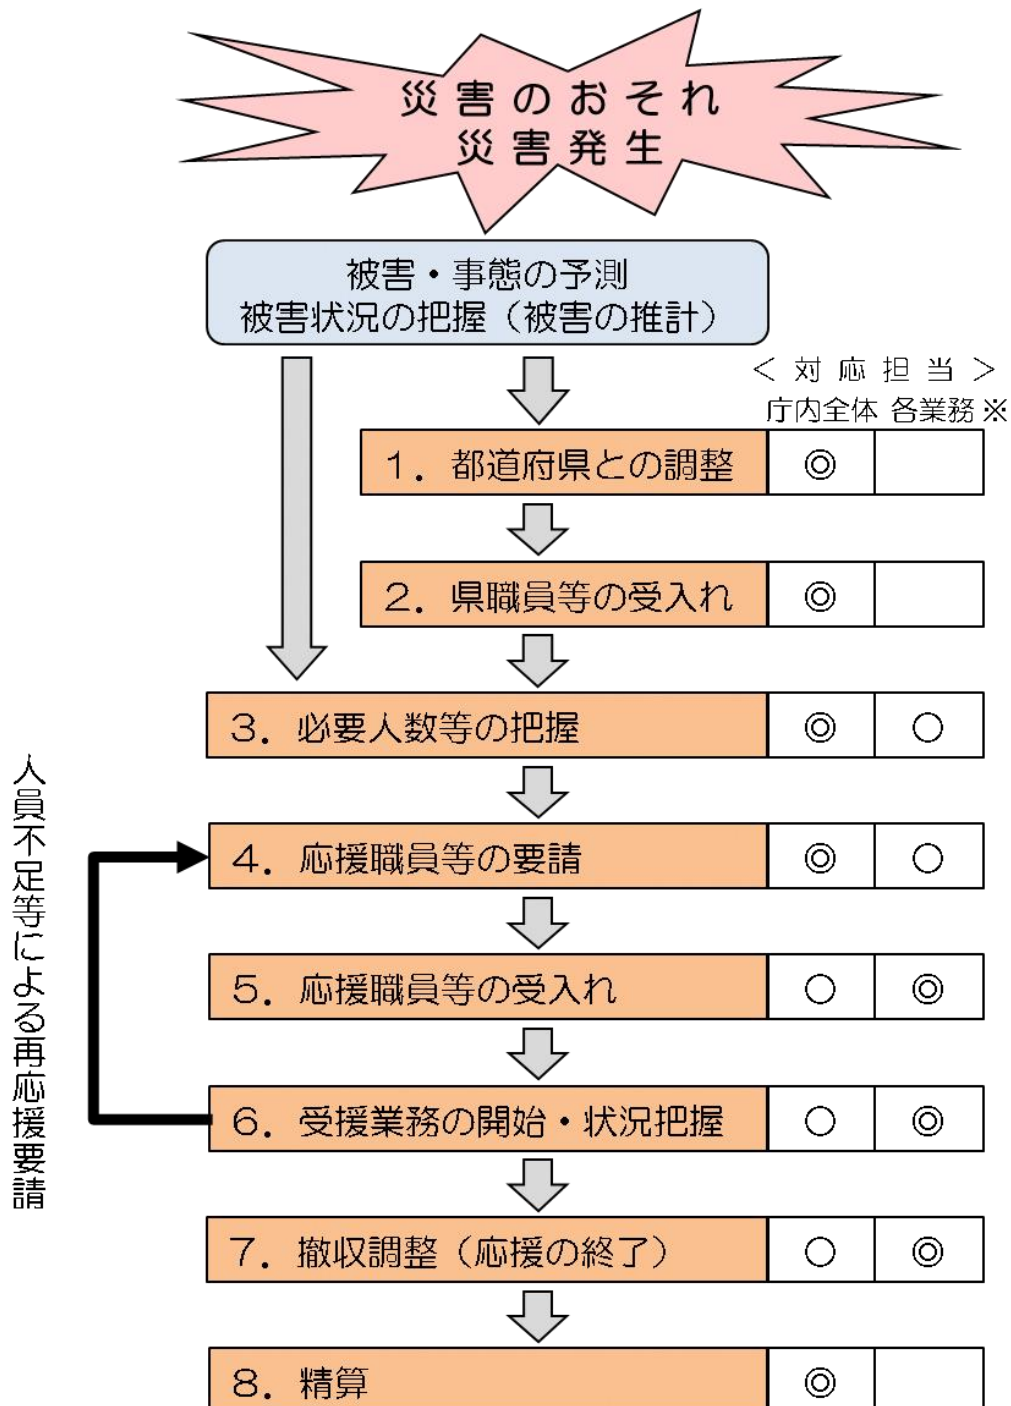 災害のおそれ
災害発生
被害・事態の予測
被害状況の把握（被害の推計）
＜対応担当＞
庁内全体 各業務※
１．都道府県との調整 ◎
２．県職員等の受入れ ◎
３．必要人数等の把握 ◎ ○
４．応援職員等の要請 ◎ ○
５．応援職員等の受入れ ○ ◎
６．受援業務の開始・状況把握 ○ ◎
７．撤収調整（応援の終了） ○ ◎
８．精算 ◎
人員不足等による再応援要請